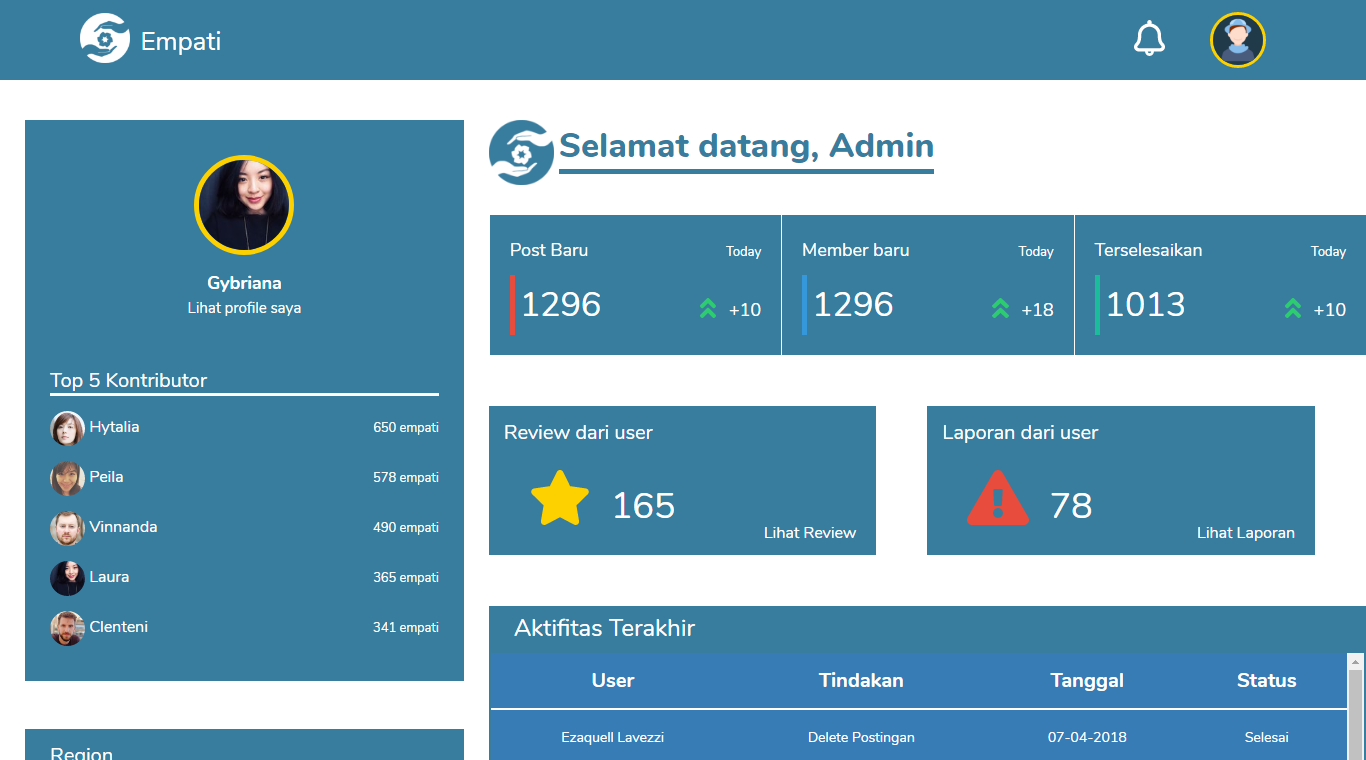 Empati
Gybriana
Lihat profile saya
Top 5 Kontributor
Hytalia 650 empati
Peila 578 empati
Vinnanda 490 empati
Laura 365 empati
Clenteni 341 empati
Region
Selamat datang, Admin
Post Baru Today
1296 +10
Member baru Today
1296 +18
Terselesaikan Today
1013 +10
Review dari user
165
Lihat Review
Laporan dari user
78
Lihat Laporan
Aktifitas Terakhir
User Tindakan Tanggal Status
Ezaquell Lavezzi Delete Postingan 07-04-2018 Selesai